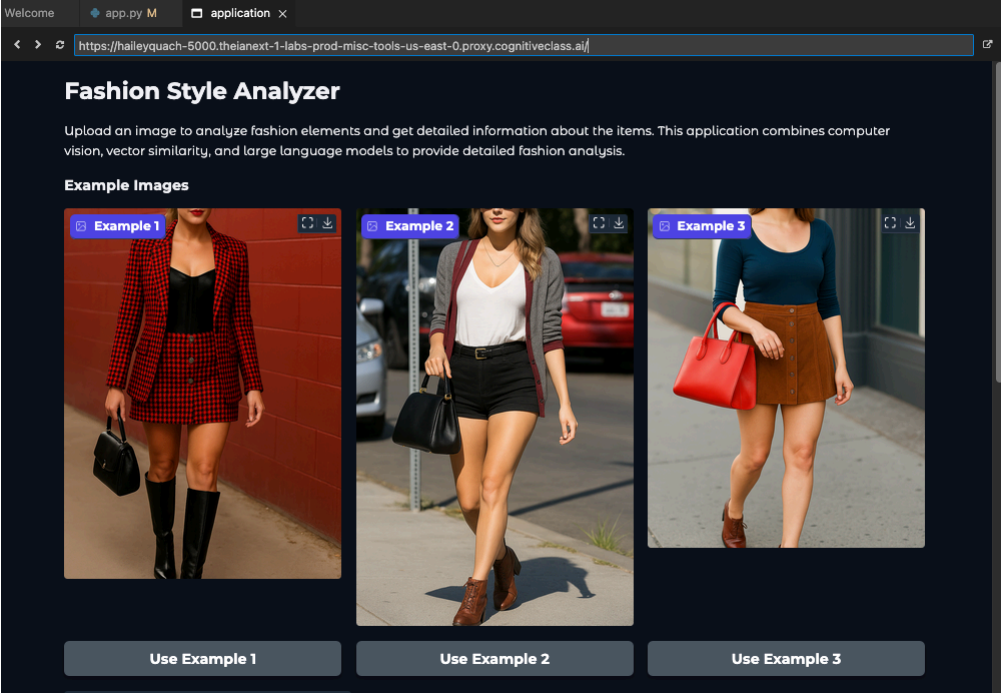 Welcome
app.py M
application
https://haileyquach-5000.theianext-1-labs-prod-misc-tools-us-east-0.proxy.cognitiveclass.ai/
Fashion Style Analyzer
Upload an image to analyze fashion elements and get detailed information about the items. This application combines computer
vision, vector similarity, and large language models to provide detailed fashion analysis.
Example Images
Example 1
Example 2
Example 3
Use Example 1
Use Example 2
Use Example 3